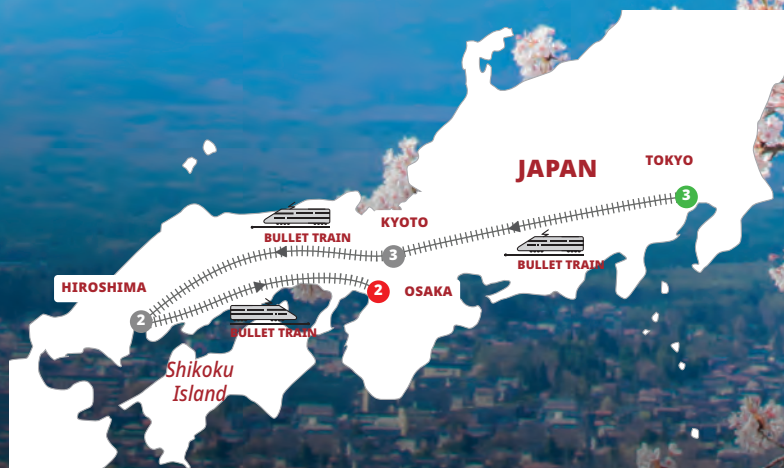 JAPAN
TOKYO
3
KYOTO
3
BULLET TRAIN
BULLET TRAIN
HIROSHIMA
2
OSAKA
2
BULLET TRAIN
Shikoku
Island